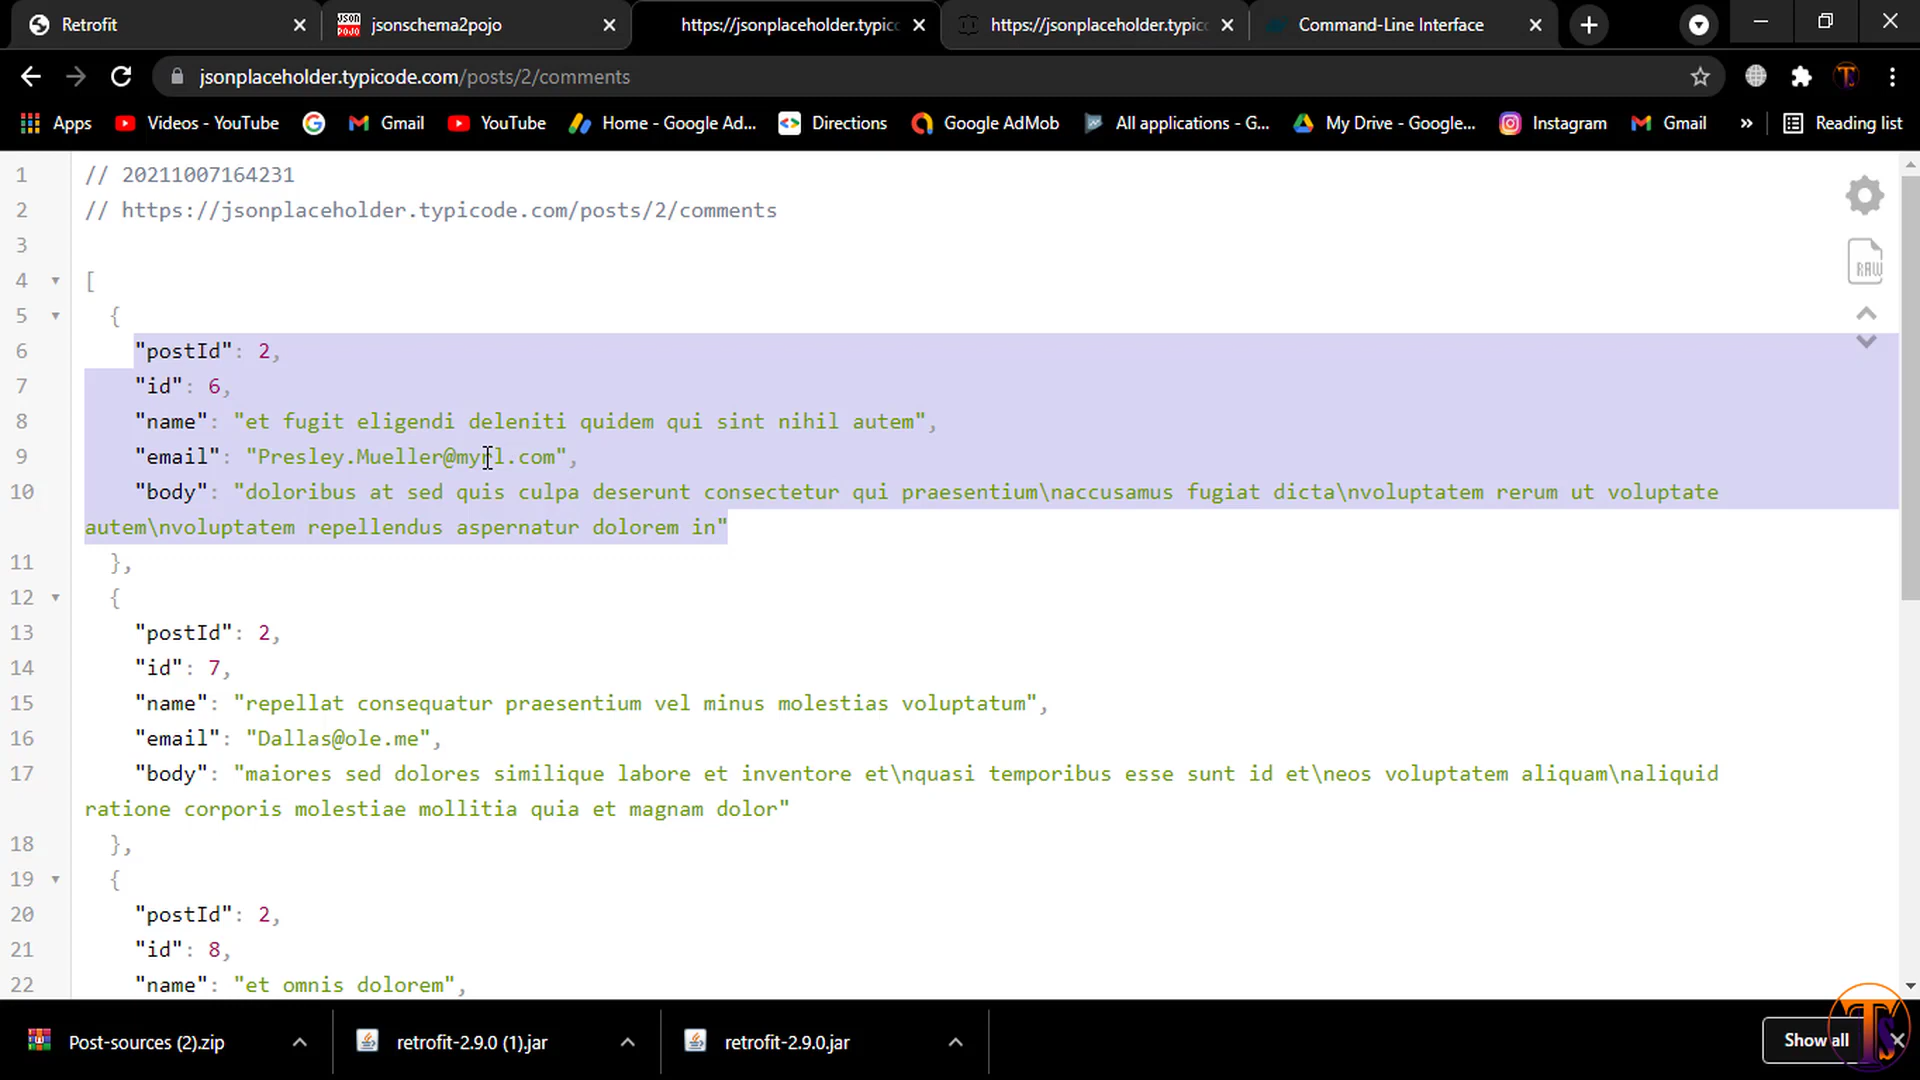 Retrofit
JSON
POJO
jsonschema2pojo
https://jsonplaceholder.typic
https://jsonplaceholder.typic
Command-Line Interface
jsonplaceholder.typicode.com/posts/2/comments
Apps
Videos - YouTube
Gmail
YouTube
Home - Google Ad...
Directions
Google AdMob
All applications - G...
My Drive - Google...
Instagram
Gmail
»
Reading list
1 // 20211007164231
2 // https://jsonplaceholder.typicode.com/posts/2/comments
3
4 [
5 {
6 "postId": 2,
7 "id": 6,
8 "name": "et fugit eligendi deleniti quidem qui sint nihil autem",
9 "email": "Presley.Mueller@myrl.com",
10 "body": "doloribus at sed quis culpa deserunt consectetur qui praesentium\naccusamus fugiat dicta\nvoluptatem rerum ut voluptate
autem\nvoluptatem repellendus aspernatur dolorem in"
11 },
12 {
13 "postId": 2,
14 "id": 7,
15 "name": "repellat consequatur praesentium vel minus molestias voluptatum",
16 "email": "Dallas@ole.me",
17 "body": "maiores sed dolores similique labore et inventore et\nquasi temporibus esse sunt id et\neos voluptatem aliquam\naliquid
ratione corporis molestiae mollitia quia et magnam dolor"
18 },
19 {
20 "postId": 2,
21 "id": 8,
22 "name": "et omnis dolorem",
RAW
Post-sources (2).zip
retrofit-2.9.0 (1).jar
retrofit-2.9.0.jar
Show all
TS